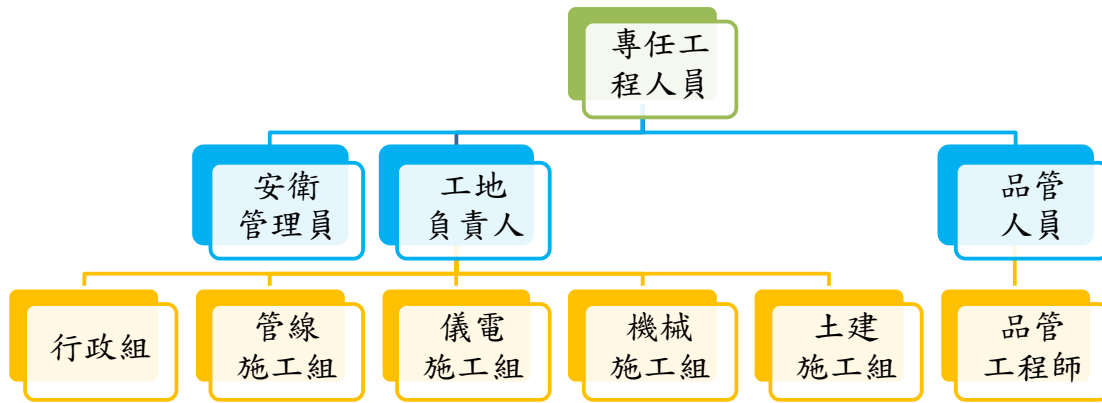 專任工
程人員
安衛
管理員
工地
負責人
品管
人員
行政組
管線
施工組
儀電
施工組
機械
施工組
土建
施工組
品管
工程師